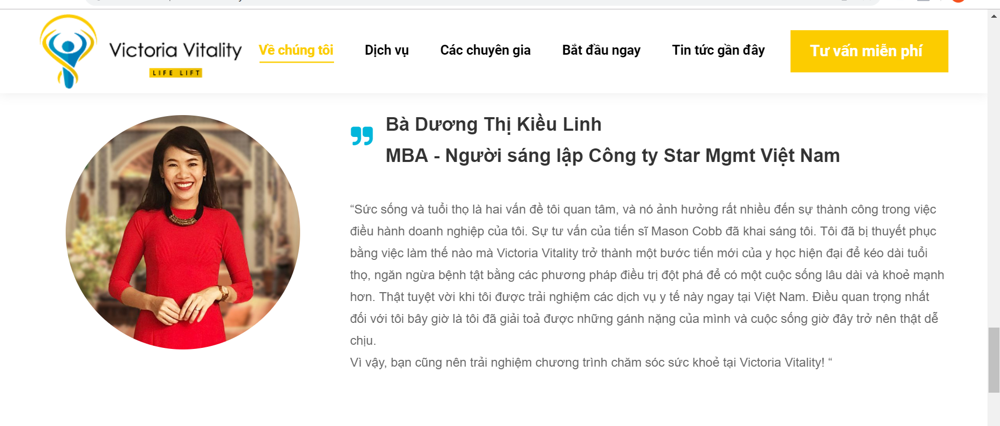 Victoria Vitality
LIFE LIFT
Về chúng tôi
Dịch vụ
Các chuyên gia
Bắt đầu ngay
Tin tức gần đây
Tư vấn miễn phí
Bà Dương Thị Kiều Linh
MBA - Người sáng lập Công ty Star Mgmt Việt Nam
“Sức sống và tuổi thọ là hai vấn đề tôi quan tâm, và nó ảnh hưởng rất nhiều đến sự thành công trong việc
điều hành doanh nghiệp của tôi. Sự tư vấn của tiến sĩ Mason Cobb đã khai sáng tôi. Tôi đã bị thuyết phục
bằng việc làm thế nào mà Victoria Vitality trở thành một bước tiến mới của y học hiện đại để kéo dài tuổi
thọ, ngăn ngừa bệnh tật bằng các phương pháp điều trị đột phá để có một cuộc sống lâu dài và khoẻ mạnh
hơn. Thật tuyệt vời khi tôi được trải nghiệm các dịch vụ y tế này ngay tại Việt Nam. Điều quan trọng nhất
đối với tôi bây giờ là tôi đã giải toả được những gánh nặng của mình và cuộc sống giờ đây trở nên thật dễ
chịu.
Vì vậy, bạn cũng nên trải nghiệm chương trình chăm sóc sức khoẻ tại Victoria Vitality! “